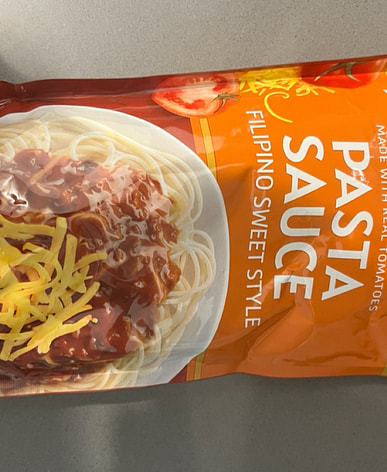 MADE WITH REAL TOMATOES
PASTA
SAUCE
FILIPINO SWEET STYLE